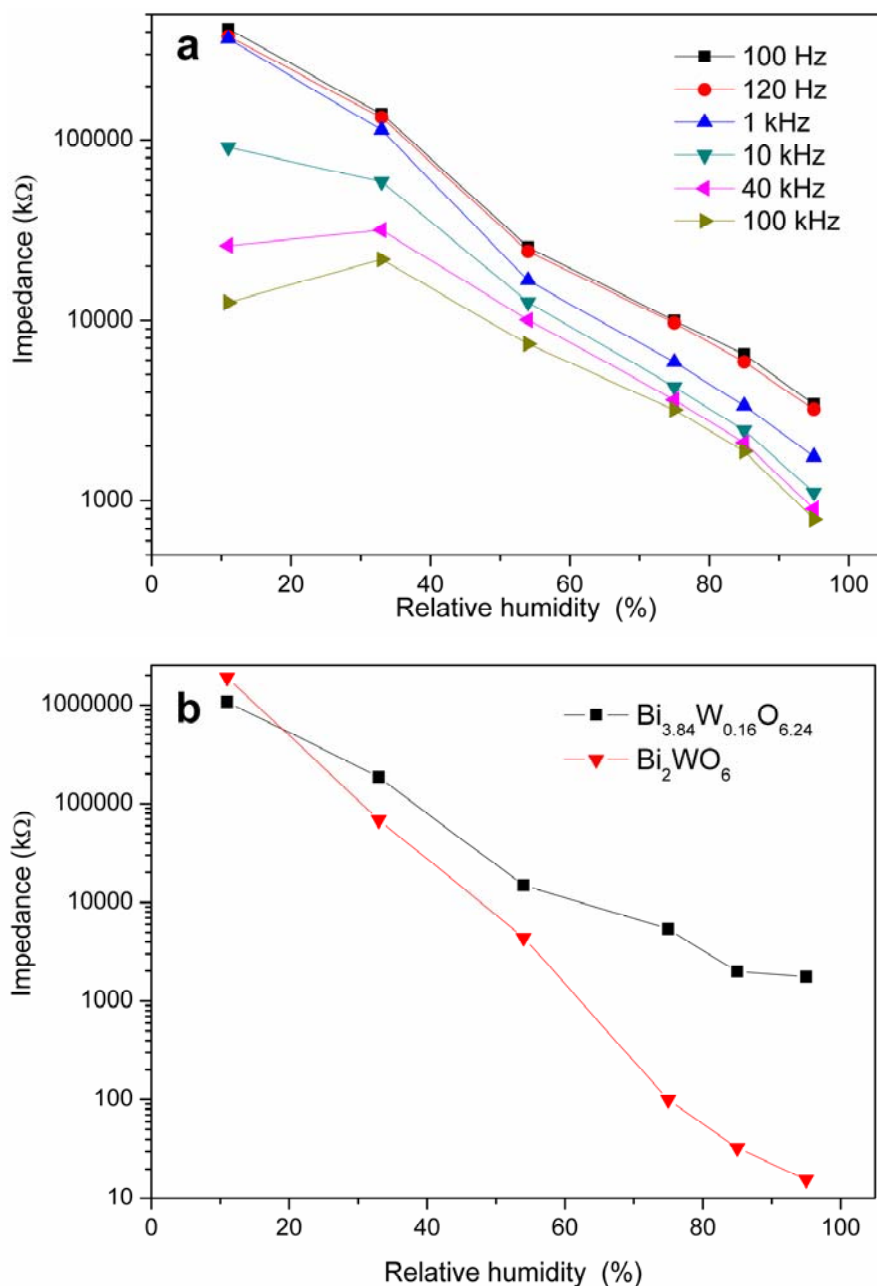 a
100 Hz
120 Hz
1 kHz
10 kHz
40 kHz
100 kHz
Impedance (kΩ)
100000
10000
1000
0 20 40 60 80 100
Relative humidity (%)
b
Bi3.84W0.16O6.24
Bi2WO6
Impedance (kΩ)
1000000
100000
10000
1000
100
10
0 20 40 60 80 100
Relative humidity (%)